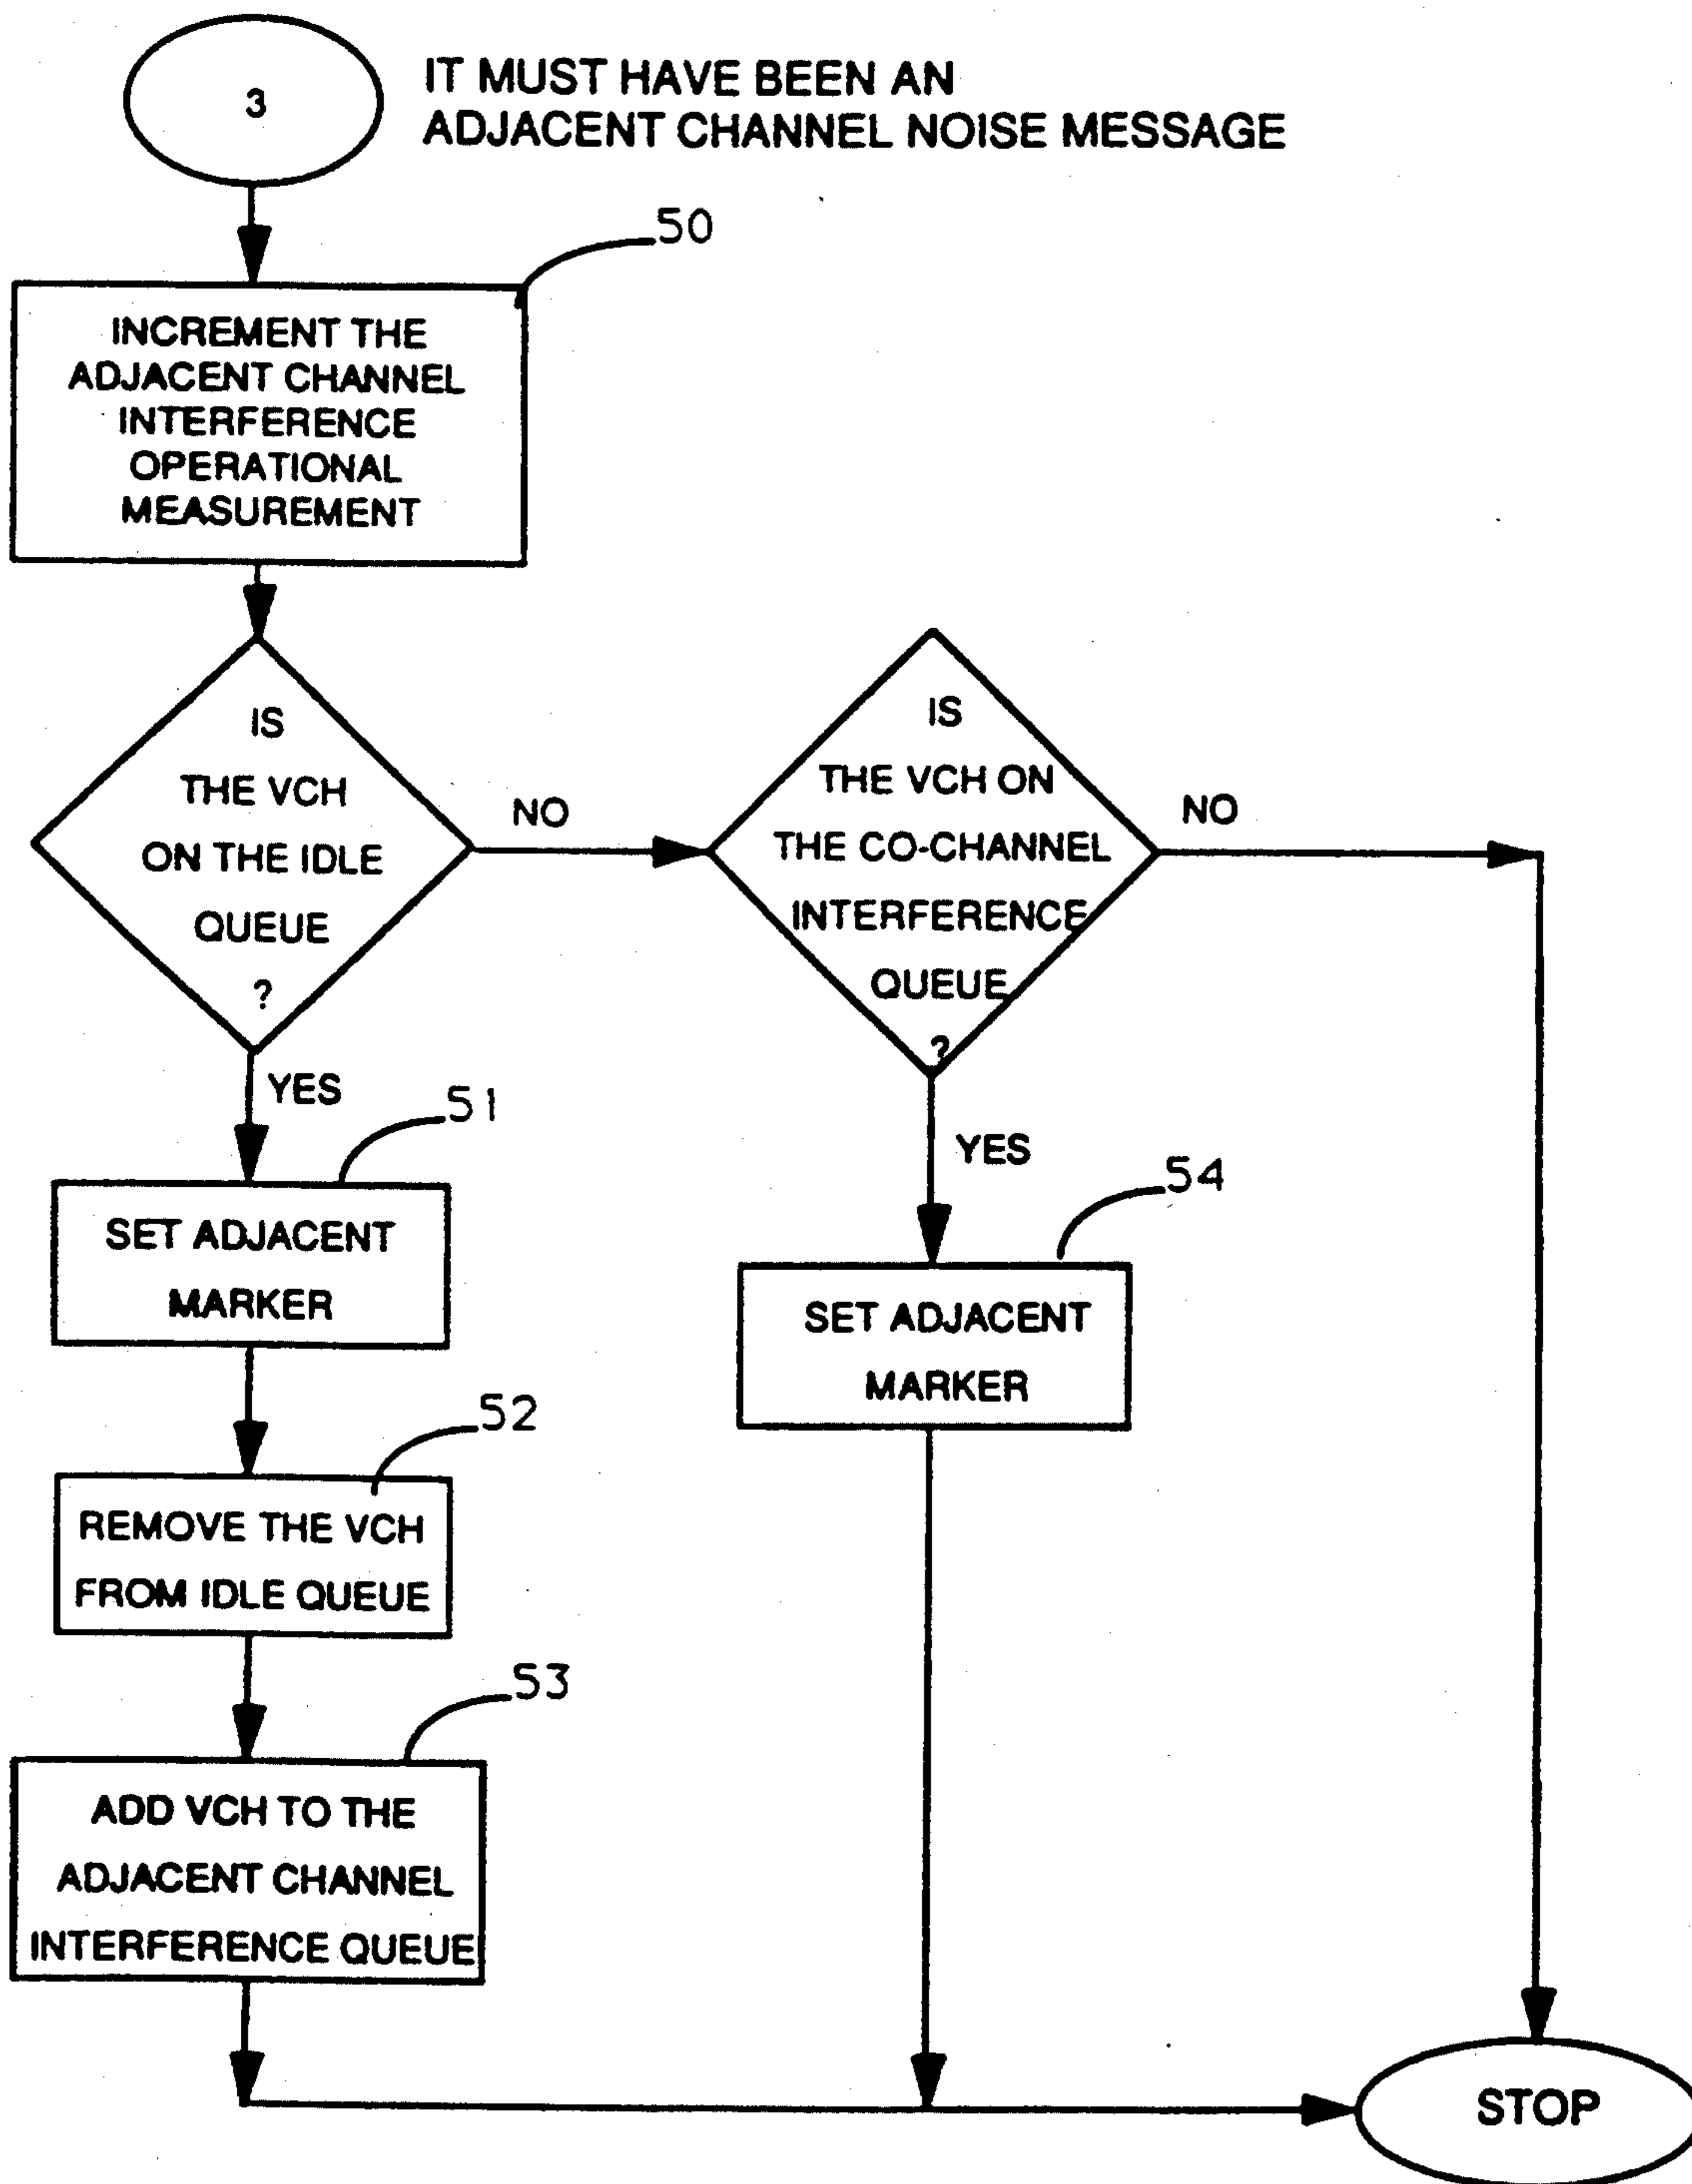 3
IT MUST HAVE BEEN AN
ADJACENT CHANNEL NOISE MESSAGE
50
INCREMENT THE
ADJACENT CHANNEL
INTERFERENCE
OPERATIONAL
MEASUREMENT
IS
THE VCH
ON THE IDLE
QUEUE
?
NO
IS
THE VCH ON
THE CO-CHANNEL
INTERFERENCE
QUEUE
?
NO
YES
51
SET ADJACENT
MARKER
YES
54
SET ADJACENT
MARKER
52
REMOVE THE VCH
FROM IDLE QUEUE
53
ADD VCH TO THE
ADJACENT CHANNEL
INTERFERENCE QUEUE
STOP